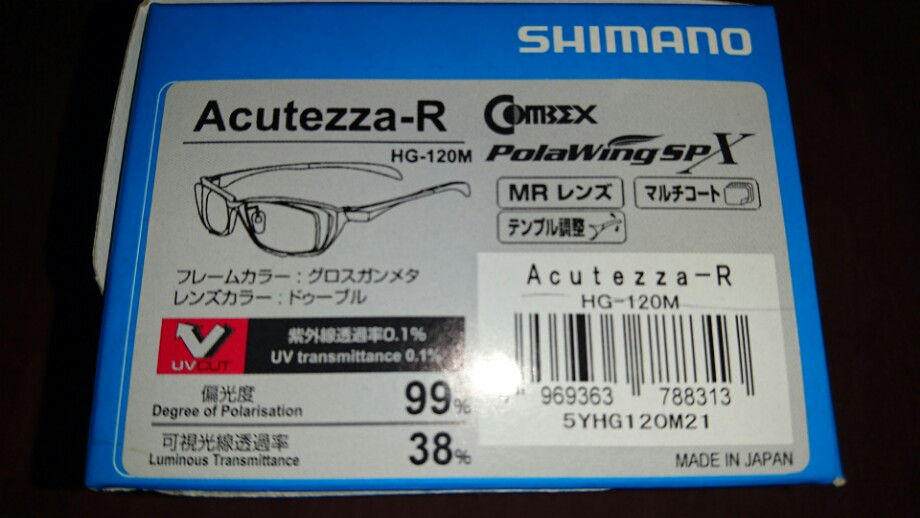 SHIMANO
Acutezza-R
HG-120M
COMBEX
PolaWing SPX
MR レンズ
マルチコート
テンプル調整
フレームカラー : グロスガンメタ
レンズカラー : ドゥーブル
UVCUT
紫外線透過率0.1%
UV transmittance 0.1%
偏光度
Degree of Polarisation
99%
可視光線透過率
Luminous Transmittance
38%
Acutezza-R
HG-120M
969363 788313
5YHG120M21
MADE IN JAPAN